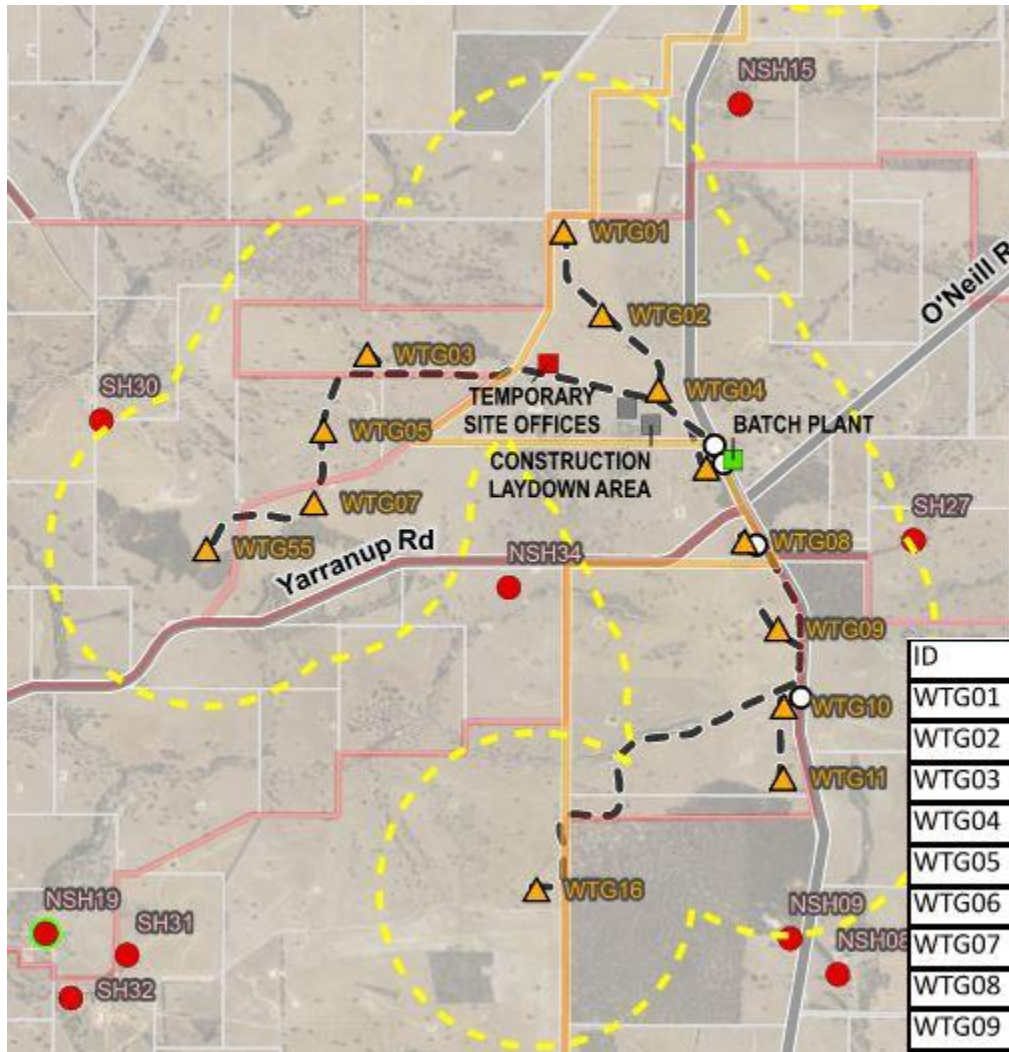 NSH15
WTG01
O'Neill R
WTG02
WTG03
WTG04
SH30
TEMPORARY
SITE OFFICES
BATCH PLANT
WTG05
CONSTRUCTION
LAYDOWN AREA
WTG07
SH27
WTG55
Yarranup Rd
NSH34
WTG08
WTG09
WTG10
WTG11
WTG16
NSH19
SH31
SH32
NSH09
NSH08
ID
WTG01
WTG02
WTG03
WTG04
WTG05
WTG06
WTG07
WTG08
WTG09